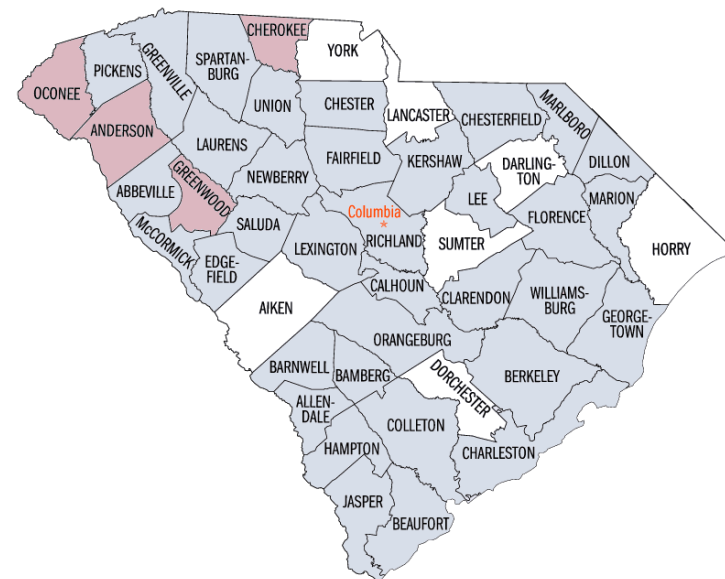 CHEROKEE
YORK
PICKENS
GREENVILLE
SPARTAN-
BURG
OCONEE
UNION
CHESTER
LANCASTER
CHESTERFIELD
MARLBORO
ANDERSON
LAURENS
FAIRFIELD
KERSHAW
DARLING-
TON
DILLON
ABBEVILLE
GREENWOOD
NEWBERRY
LEE
MARION
Columbia
FLORENCE
McCORMICK
SALUDA
RICHLAND
SUMTER
HORRY
EDGE-
FIELD
LEXINGTON
CALHOUN
CLARENDON
WILLIAMS-
BURG
AIKEN
GEORGE-
TOWN
ORANGEBURG
BARNWELL
BAMBERG
DORCHESTER
BERKELEY
ALLEN-
DALE
COLLETON
HAMPTON
CHARLESTON
JASPER
BEAUFORT